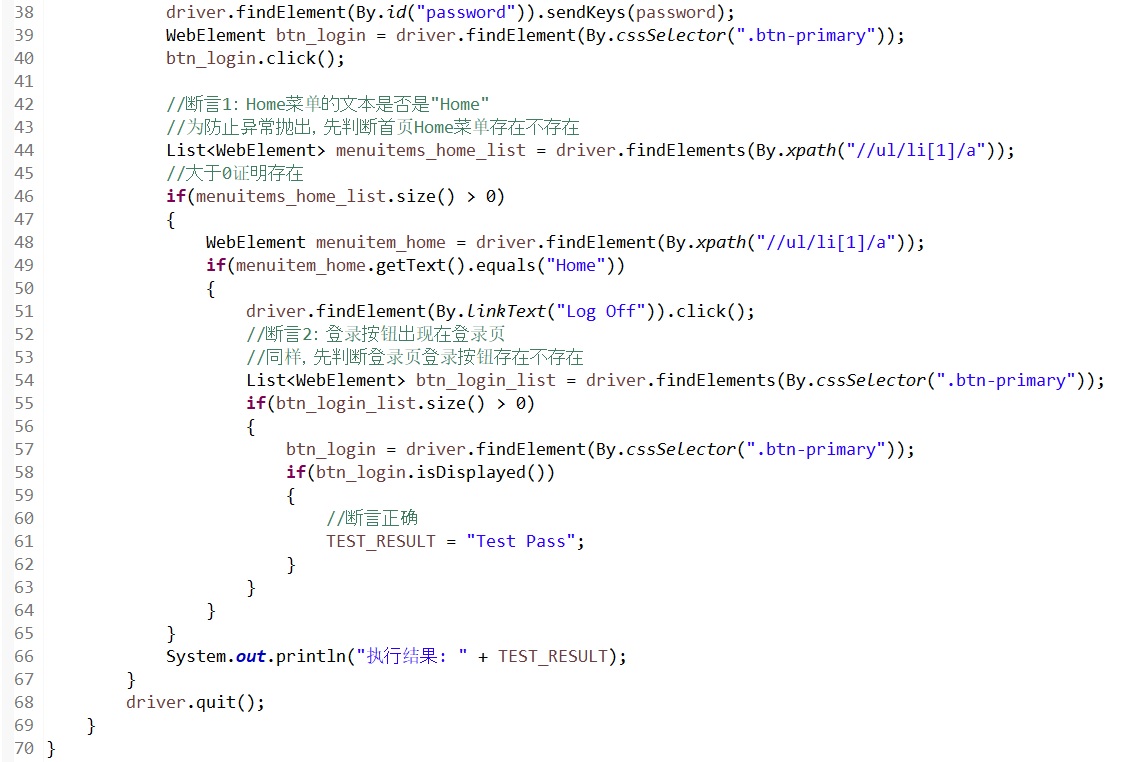 38 driver.findElement(By.id("password")).sendKeys(password);
39 WebElement btn_login = driver.findElement(By.cssSelector(".btn-primary"));
40 btn_login.click();
41
42 //断言1: Home菜单的文本是否是"Home"
43 //为防止异常抛出, 先判断首页Home菜单存在不存在
44 List<WebElement> menuitems_home_list = driver.findElements(By.xpath("//ul/li[1]/a"));
45 //大于0证明存在
46 if(menuitems_home_list.size() > 0)
47 {
48 WebElement menuitem_home = driver.findElement(By.xpath("//ul/li[1]/a"));
49 if(menuitem_home.getText().equals("Home"))
50 {
51 driver.findElement(By.linkText("Log Off")).click();
52 //断言2: 登录按钮出现在登录页
53 //同样, 先判断登录页登录按钮存在不存在
54 List<WebElement> btn_login_list = driver.findElements(By.cssSelector(".btn-primary"));
55 if(btn_login_list.size() > 0)
56 {
57 btn_login = driver.findElement(By.cssSelector(".btn-primary"));
58 if(btn_login.isDisplayed())
59 {
60 //断言正确
61 TEST_RESULT = "Test Pass";
62 }
63 }
64 }
65 }
66 System.out.println("执行结果: " + TEST_RESULT);
67 }
68 driver.quit();
69 }
70 }